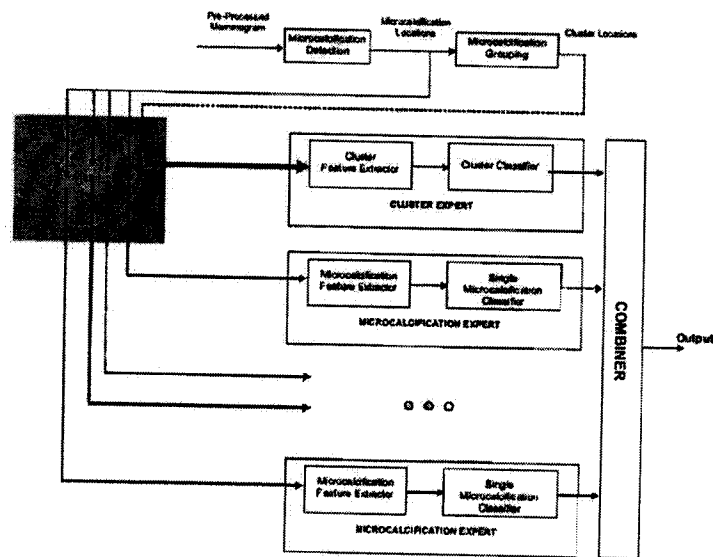 Pre-Processed
Mammogram
Microcalcification
Detection
Microcalcification
Locations
Microcalcification
Grouping
Cluster Locations
Cluster
Feature Extractor
Cluster Classifier
CLUSTER EXPERT
Microcalcification
Feature Extractor
Single
Microcalcification
Classifier
MICROCALCIFICATION EXPERT
COMBINER
Output
Microcalcification
Feature Extractor
Single
Microcalcification
Classifier
MICROCALCIFICATION EXPERT